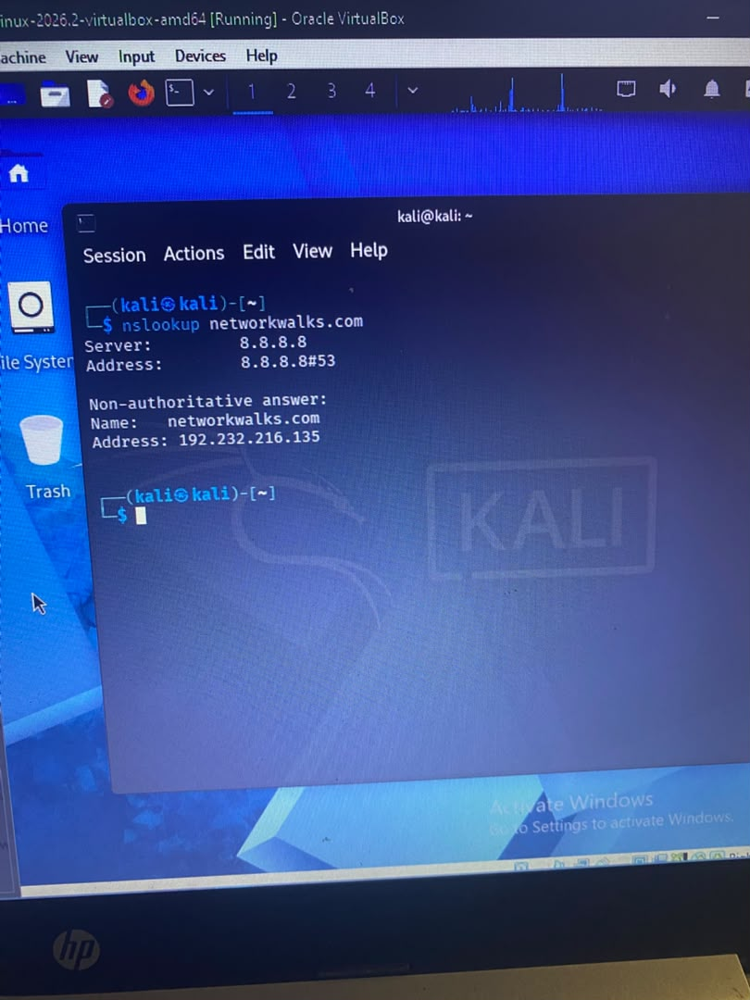 inux-2026.2-virtualbox-amd64 [Running] - Oracle VirtualBox
achine View Input Devices Help
1 2 3 4
Home
kali@kali: ~
Session Actions Edit View Help
┌──(kali㉿kali)-[~]
└─$ nslookup networkwalks.com
Server: 8.8.8.8
Address: 8.8.8.8#53
Non-authoritative answer:
Name: networkwalks.com
Address: 192.232.216.135
┌──(kali㉿kali)-[~]
└─$
ile System
Trash
KALI
Activate Windows
Go to Settings to activate Windows.
hp